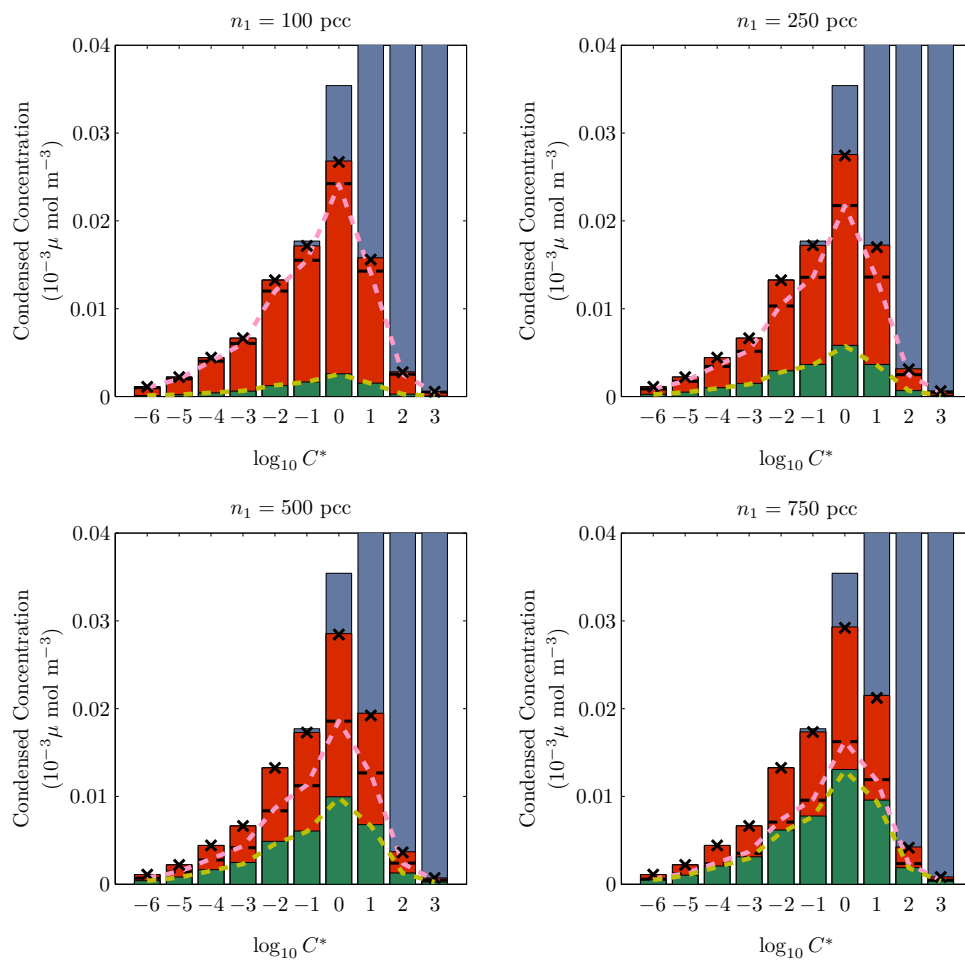 n₁ = 100 pcc
Condensed Concentration
(10⁻³μ mol m⁻³)
0.04
0.03
0.02
0.01
0
−6 −5 −4 −3 −2 −1 0 1 2 3
log₁₀ C*
n₁ = 250 pcc
Condensed Concentration
(10⁻³μ mol m⁻³)
0.04
0.03
0.02
0.01
0
−6 −5 −4 −3 −2 −1 0 1 2 3
log₁₀ C*
n₁ = 500 pcc
Condensed Concentration
(10⁻³μ mol m⁻³)
0.04
0.03
0.02
0.01
0
−6 −5 −4 −3 −2 −1 0 1 2 3
log₁₀ C*
n₁ = 750 pcc
Condensed Concentration
(10⁻³μ mol m⁻³)
0.04
0.03
0.02
0.01
0
−6 −5 −4 −3 −2 −1 0 1 2 3
log₁₀ C*